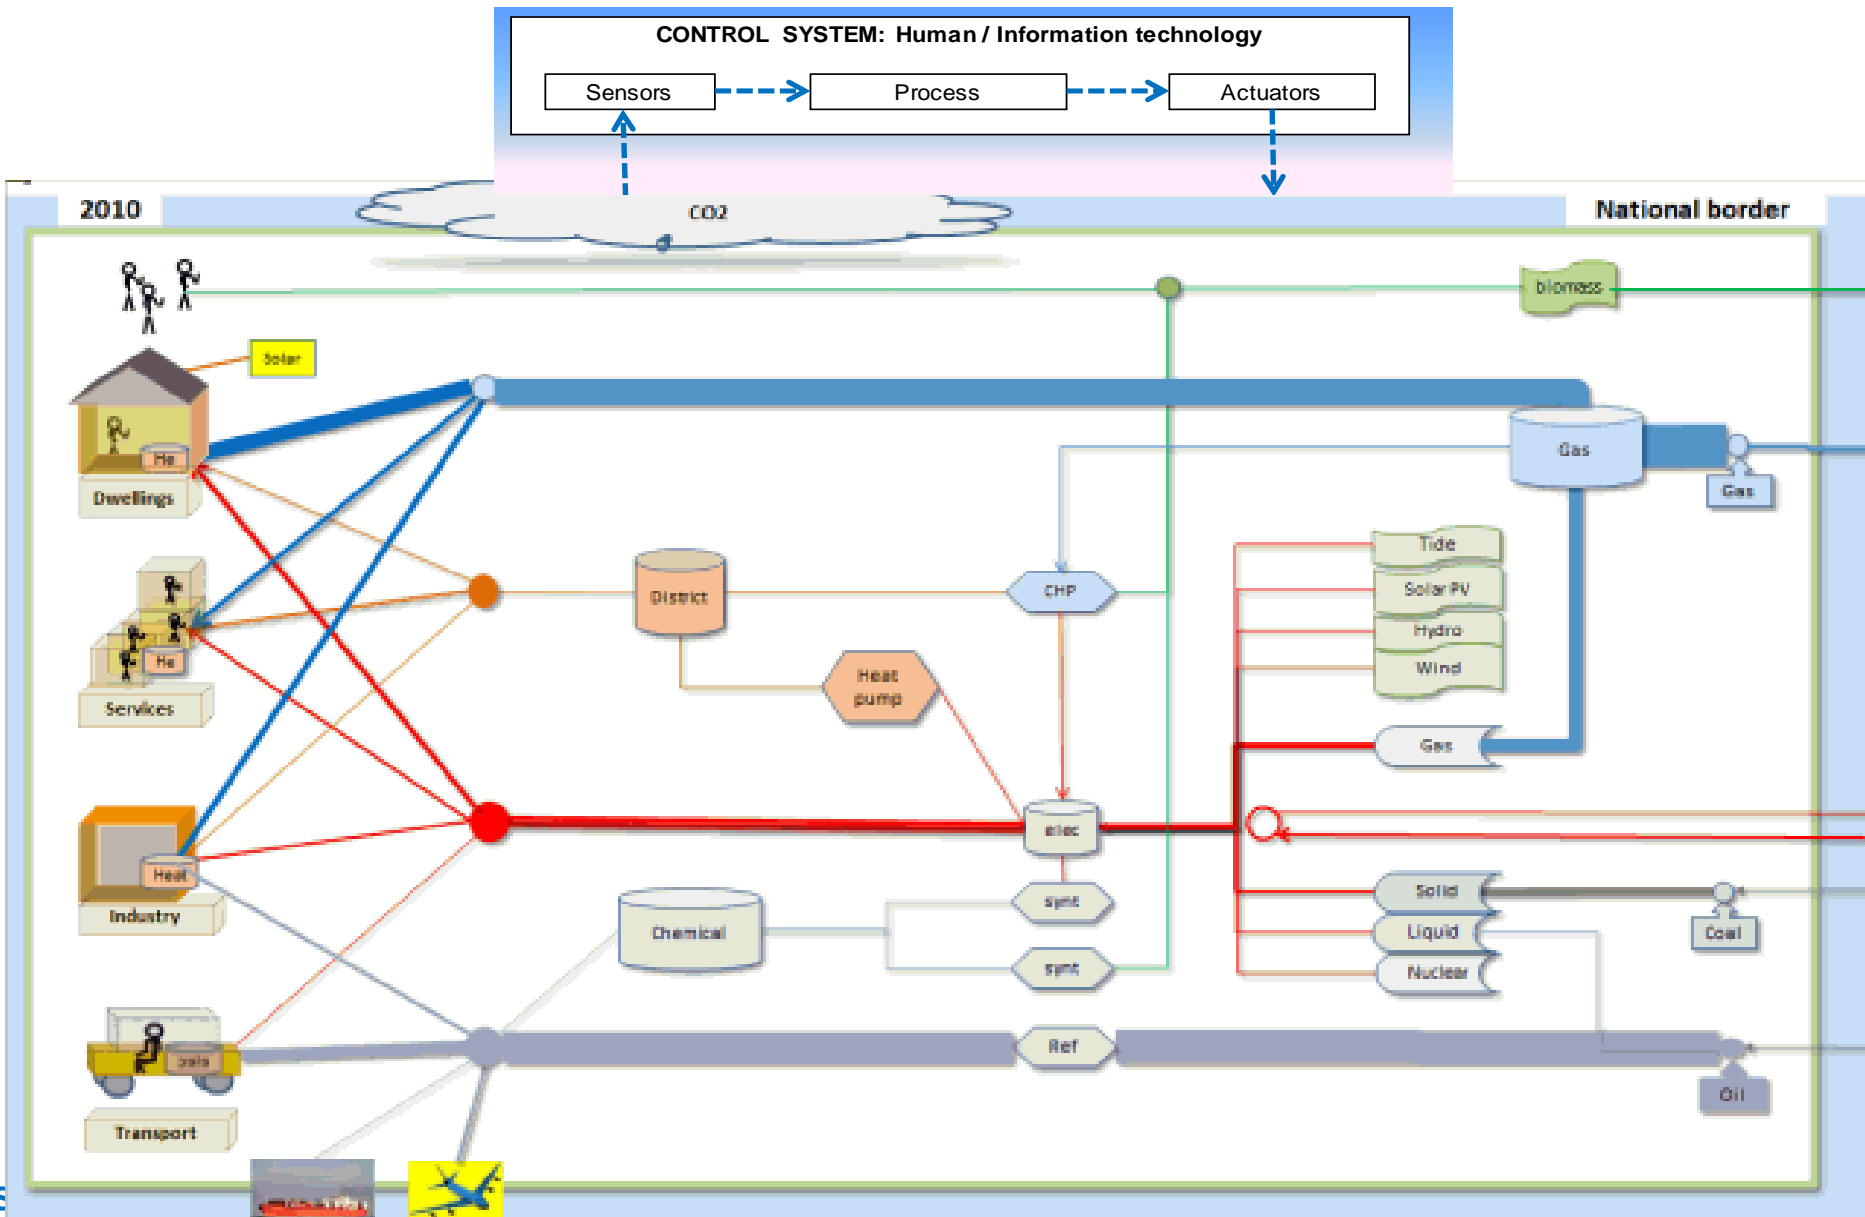 CONTROL SYSTEM: Human / Information technology
Sensors
Process
Actuators
2010
CO2
National border
biomass
Solar
He
Dwellings
Gas
Gas
Tide
Solar PV
Hydro
Wind
District
CHP
Heat
pump
He
Services
Gas
elec
Heat
Industry
Chemical
synt
synt
Solid
Liquid
Nuclear
Coal
Ref
Oil
Transport
S